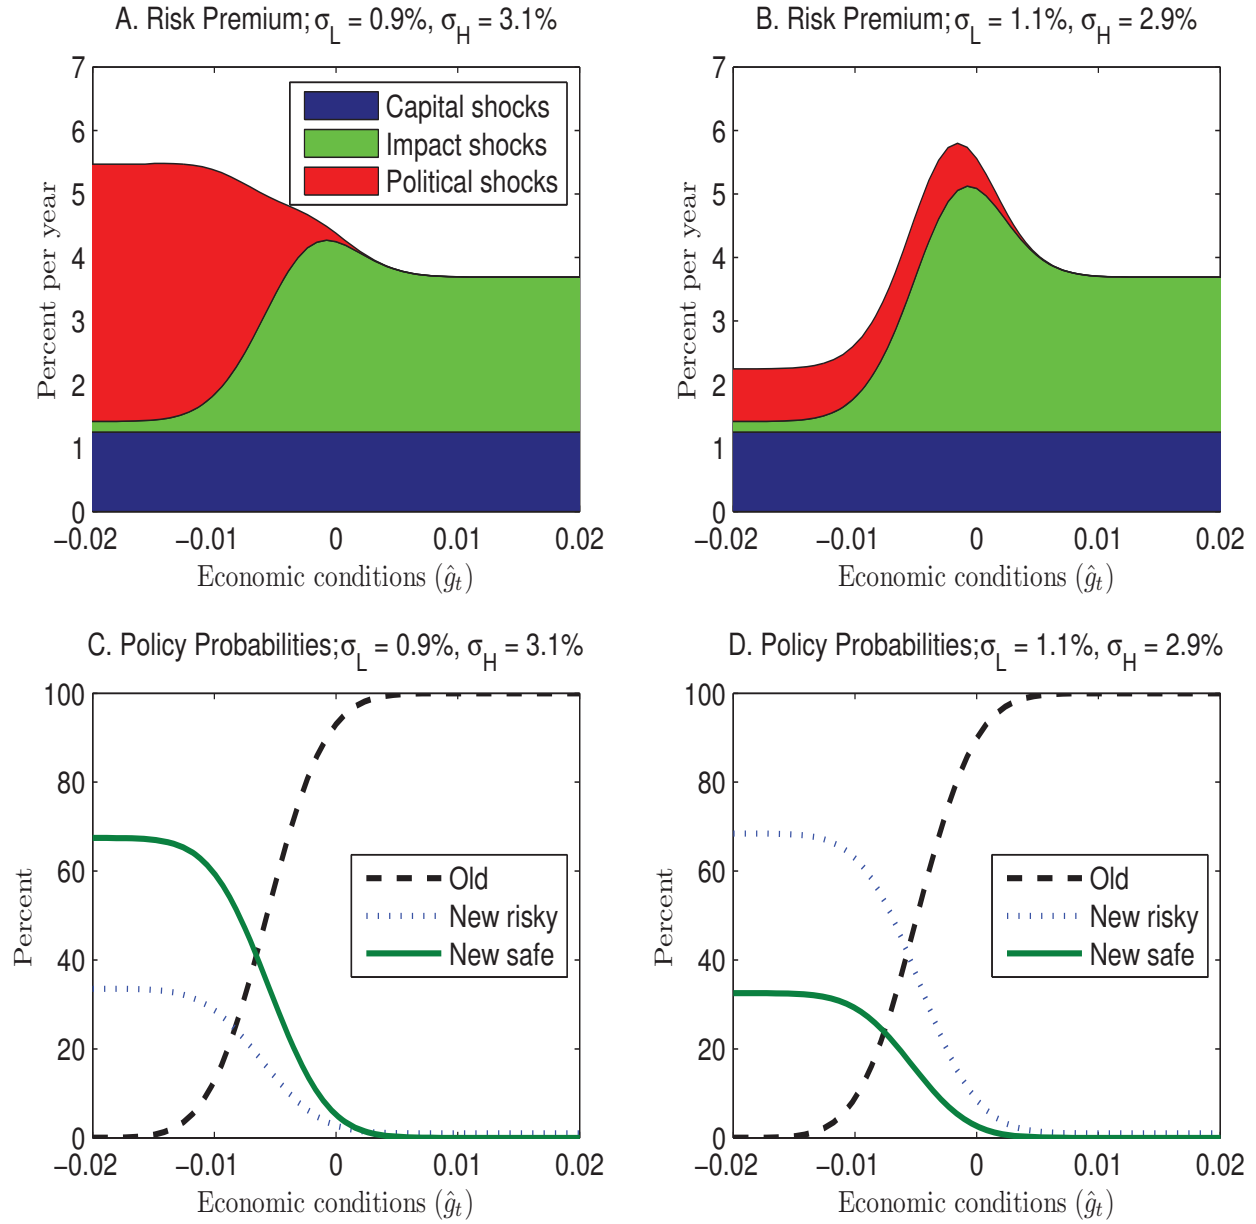 A. Risk Premium; σL = 0.9%, σH = 3.1%
7
6
5
4
3
2
1
0
Percent per year
Capital shocks
Impact shocks
Political shocks
−0.02 −0.01 0 0.01 0.02
Economic conditions (ĝt)
B. Risk Premium; σL = 1.1%, σH = 2.9%
7
6
5
4
3
2
1
0
Percent per year
−0.02 −0.01 0 0.01 0.02
Economic conditions (ĝt)
C. Policy Probabilities; σL = 0.9%, σH = 3.1%
100
80
60
40
20
0
Percent
Old
New risky
New safe
−0.02 −0.01 0 0.01 0.02
Economic conditions (ĝt)
D. Policy Probabilities; σL = 1.1%, σH = 2.9%
100
80
60
40
20
0
Percent
Old
New risky
New safe
−0.02 −0.01 0 0.01 0.02
Economic conditions (ĝt)